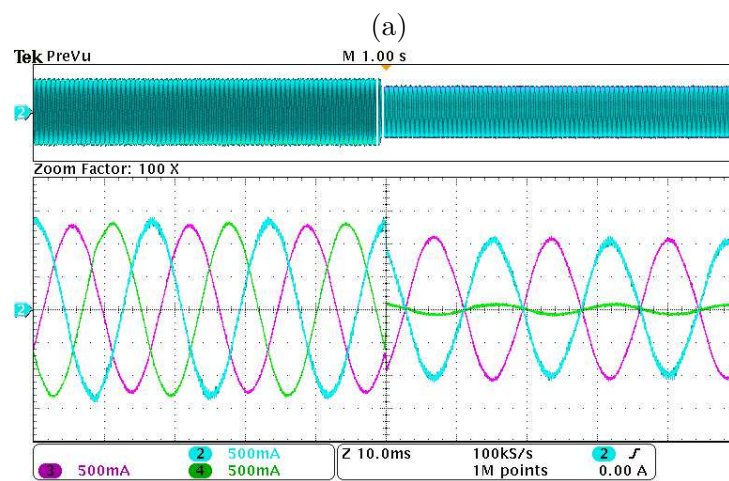 (a)
Tek PreVu M 1.00 s
2
Zoom Factor: 100 X
2
2 500mA Z 10.0ms 100kS/s 2
3 500mA 4 500mA 1M points 0.00 A